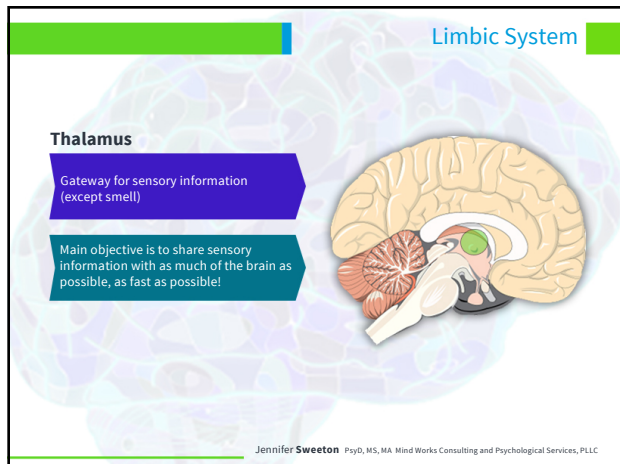 Limbic System
Thalamus
Gateway for sensory information
(except smell)
Main objective is to share sensory
information with as much of the brain as
possible, as fast as possible!
Jennifer Sweeton PsyD, MS, MA Mind Works Consulting and Psychological Services, PLLC